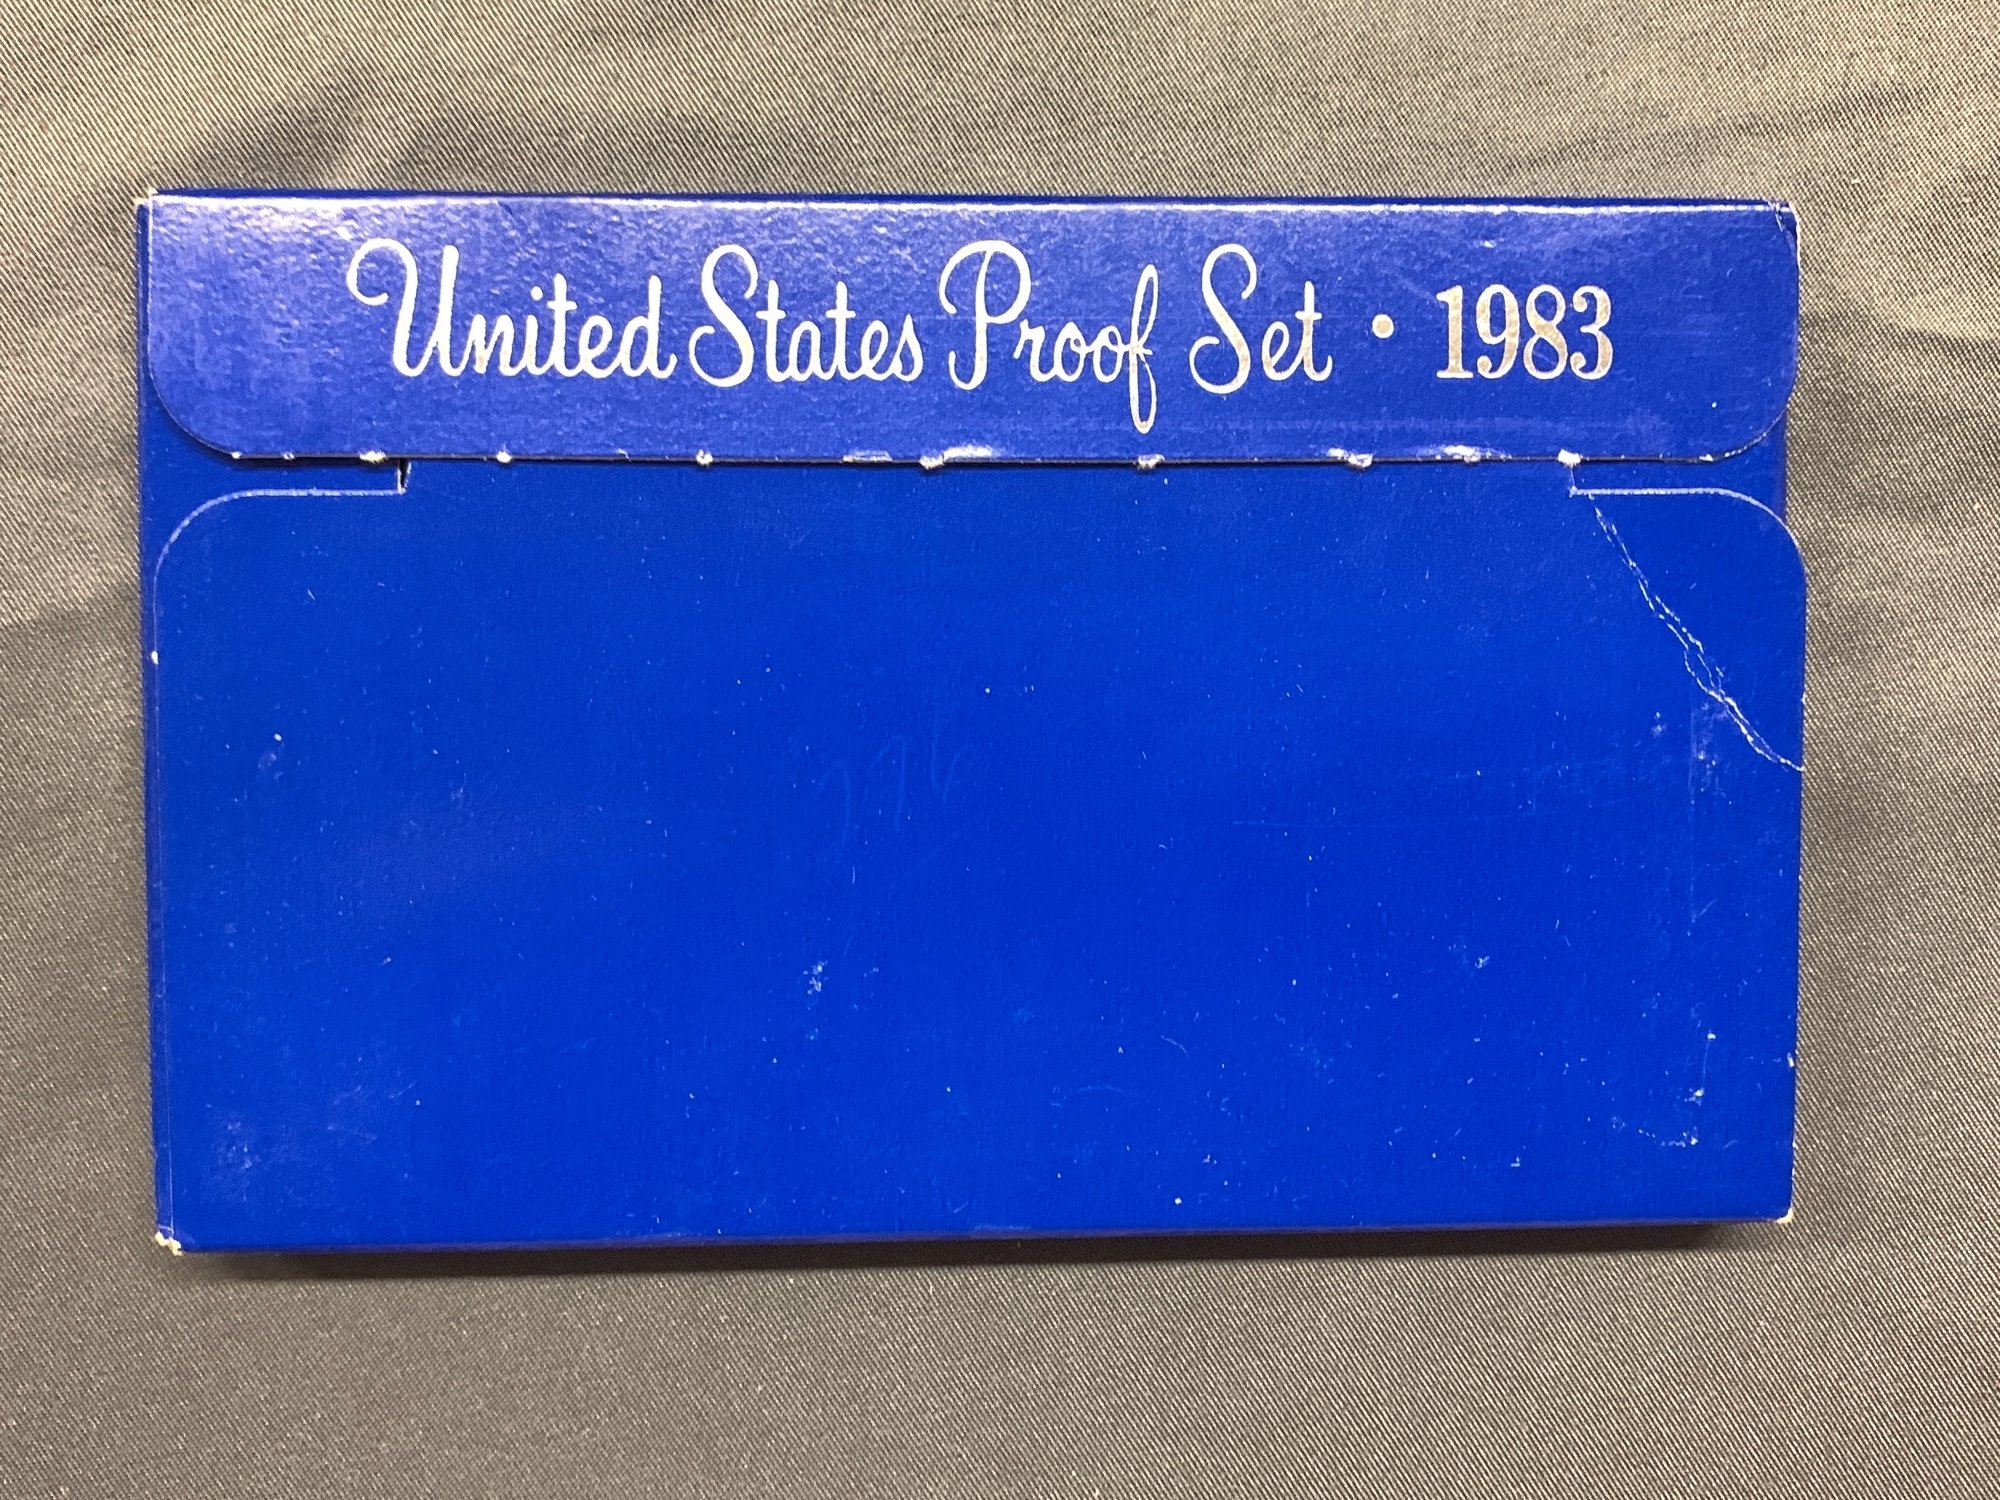 United States Proof Set • 1983